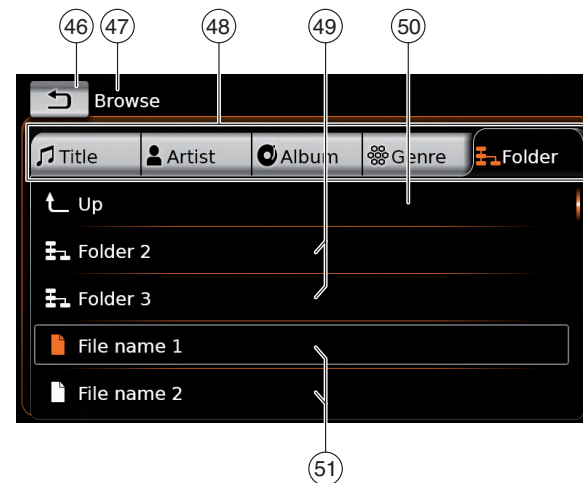 46 47 48 49 50
Browse
Title Artist Album Genre Folder
Up
Folder 2
Folder 3
File name 1
File name 2
51